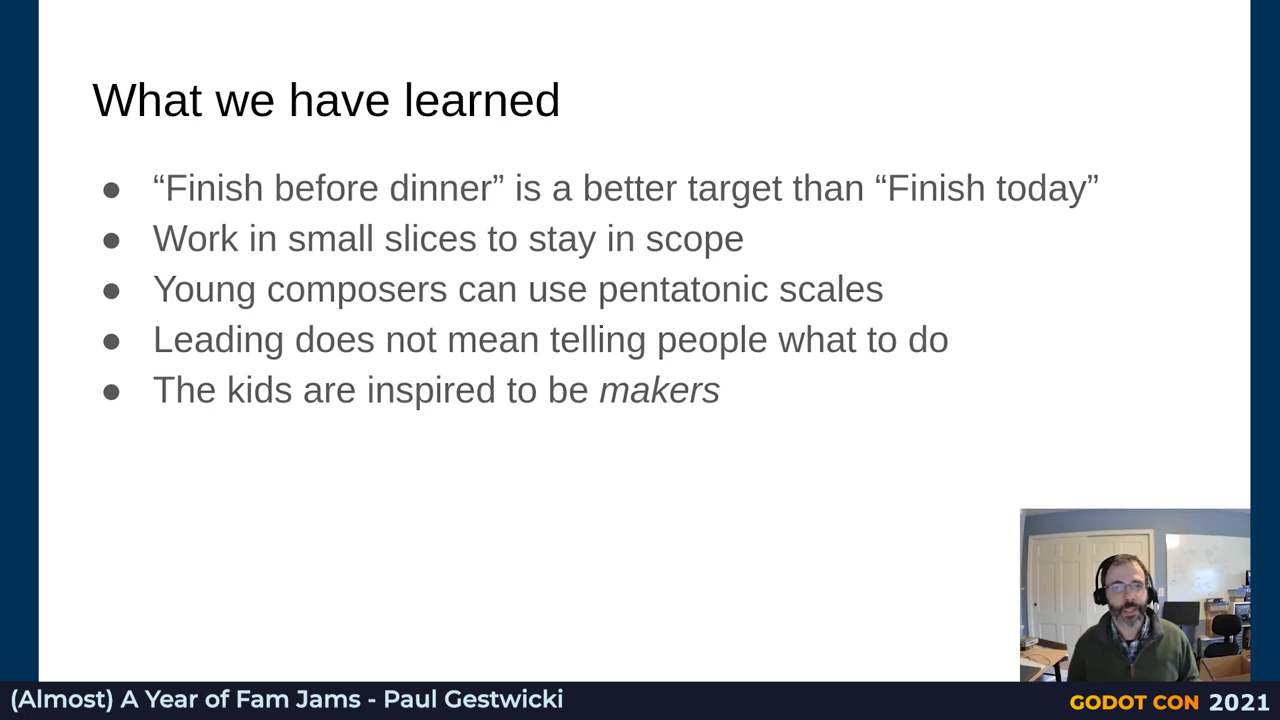 What we have learned
● “Finish before dinner” is a better target than “Finish today”
● Work in small slices to stay in scope
● Young composers can use pentatonic scales
● Leading does not mean telling people what to do
● The kids are inspired to be makers
(Almost) A Year of Fam Jams - Paul Gestwicki
GODOT CON 2021